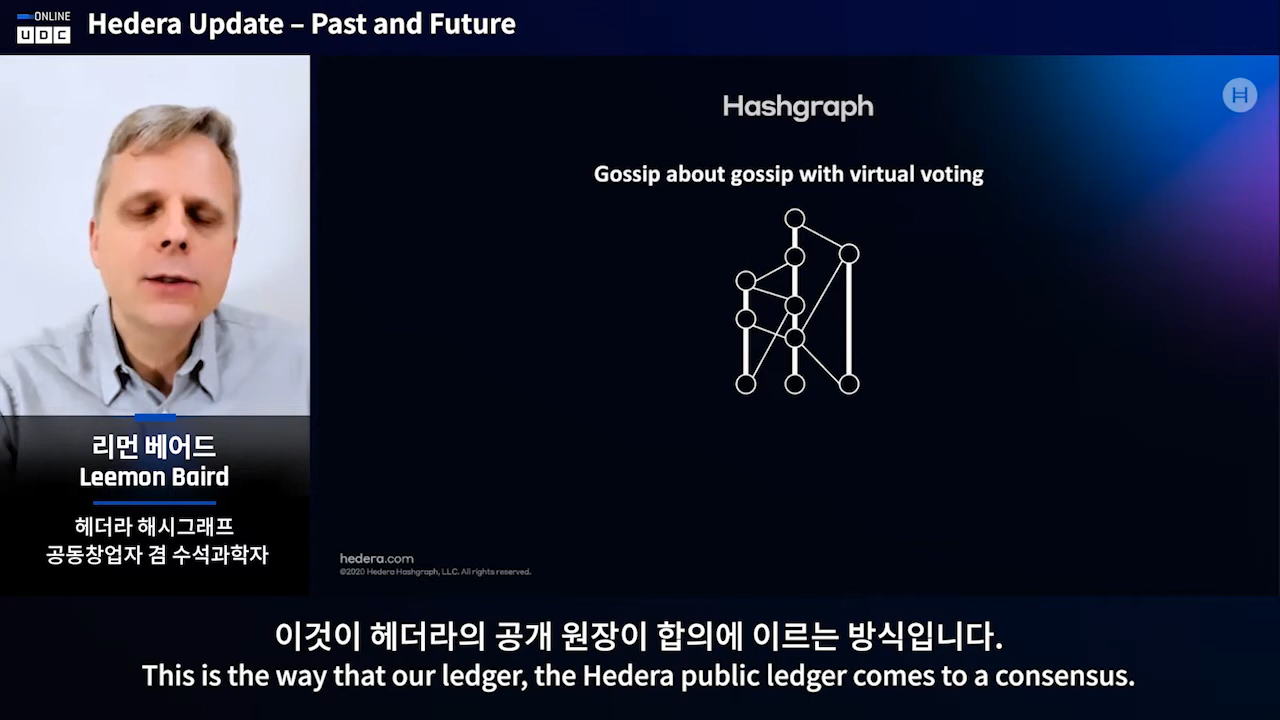 ONLINE
UDC
Hedera Update – Past and Future
Hashgraph
Gossip about gossip with virtual voting
리먼 베어드
Leemon Baird
헤더라 해시그래프
공동창업자 겸 수석과학자
hedera.com
©2020 Hedera Hashgraph, LLC. All rights reserved.
이것이 헤더라의 공개 원장이 합의에 이르는 방식입니다.
This is the way that our ledger, the Hedera public ledger comes to a consensus.